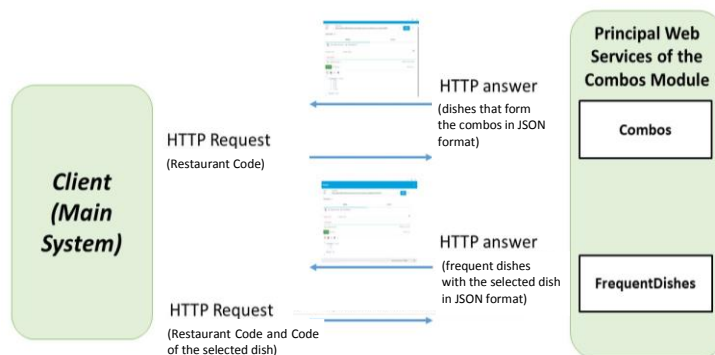 Principal Web
Services of the
Combos Module
HTTP answer
(dishes that form
the combos in JSON
format)
Combos
HTTP Request
(Restaurant Code)
Client
(Main
System)
HTTP answer
(frequent dishes
with the selected dish
in JSON format)
FrequentDishes
HTTP Request
(Restaurant Code and Code
of the selected dish)